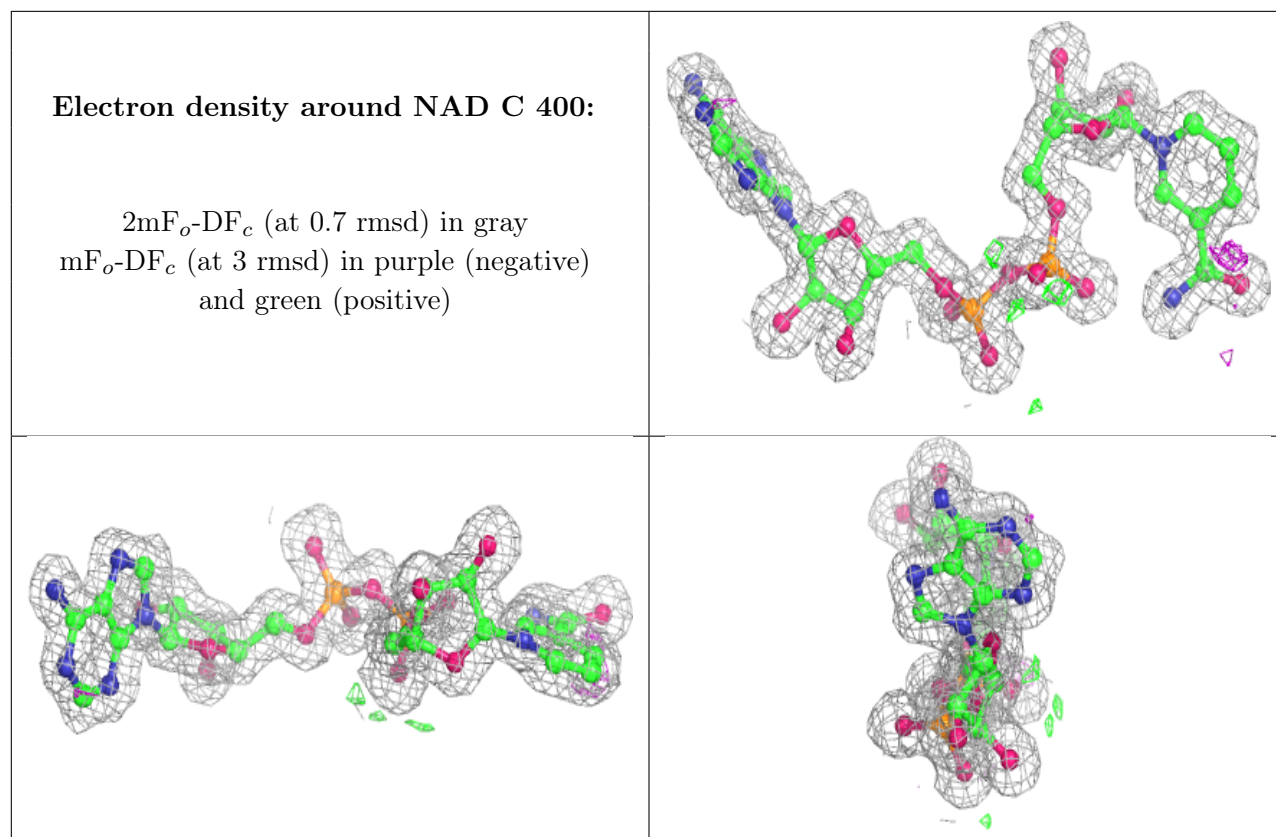 Electron density around NAD C 400:
2mFo-DFc (at 0.7 rmsd) in gray
mFo-DFc (at 3 rmsd) in purple (negative)
and green (positive)